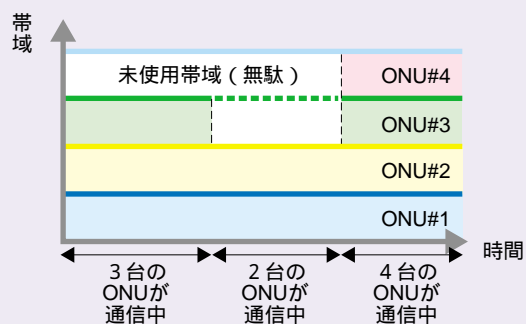 帯域
未使用帯域（無駄）
ONU#4
ONU#3
ONU#2
ONU#1
時間
3台の
ONUが
通信中
2台の
ONUが
通信中
4台の
ONUが
通信中